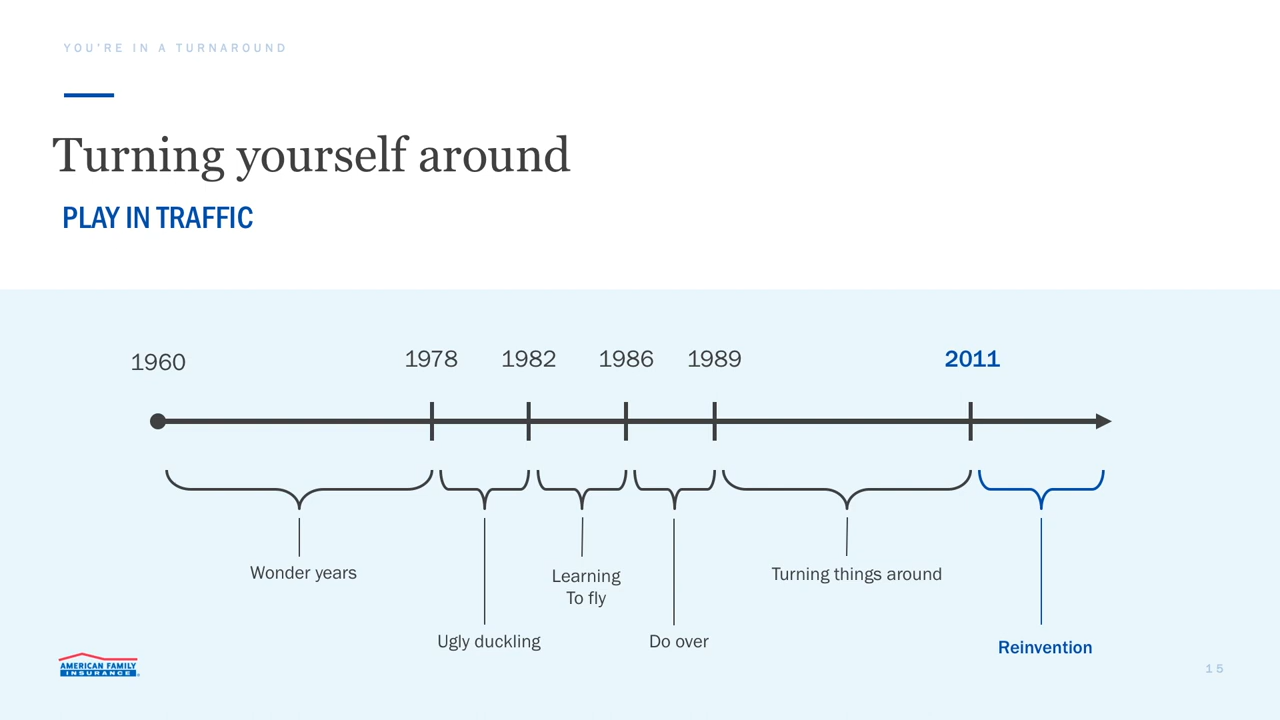 YOU'RE IN A TURNAROUND
Turning yourself around
PLAY IN TRAFFIC
1960
1978
1982
1986
1989
2011
Wonder years
Ugly duckling
Learning
To fly
Do over
Turning things around
Reinvention
AMERICAN FAMILY
INSURANCE
15